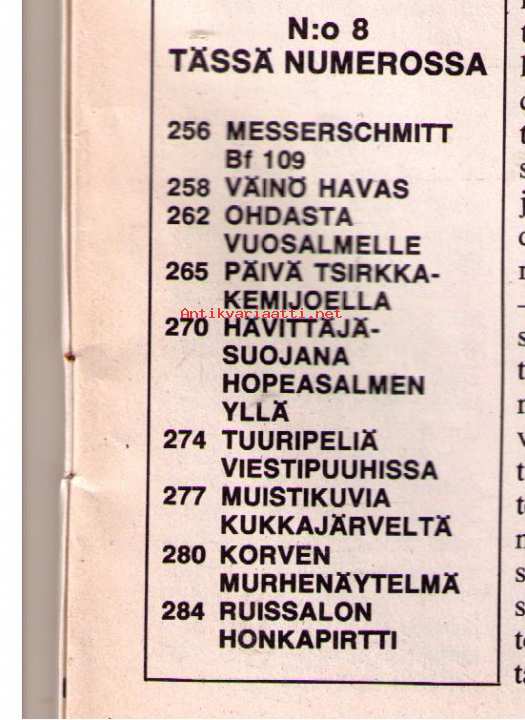 N:o 8
TÄSSÄ NUMEROSSA
256 MESSERSCHMITT
Bf 109
258 VÄINÖ HAVAS
262 OHDASTA
VUOSALMELLE
265 PÄIVÄ TSIRKKA-
KEMIJOELLA
Antikvariaatti.net
270 HÄVITTÄJÄ-
SUOJANA
HOPEASALMEN
YLLÄ
274 TUURIPELIÄ
VIESTIPUUHISSA
277 MUISTIKUVIA
KUKKAJÄRVELTÄ
280 KORVEN
MURHENÄYTELMÄ
284 RUISSALON
HONKAPIRTTI